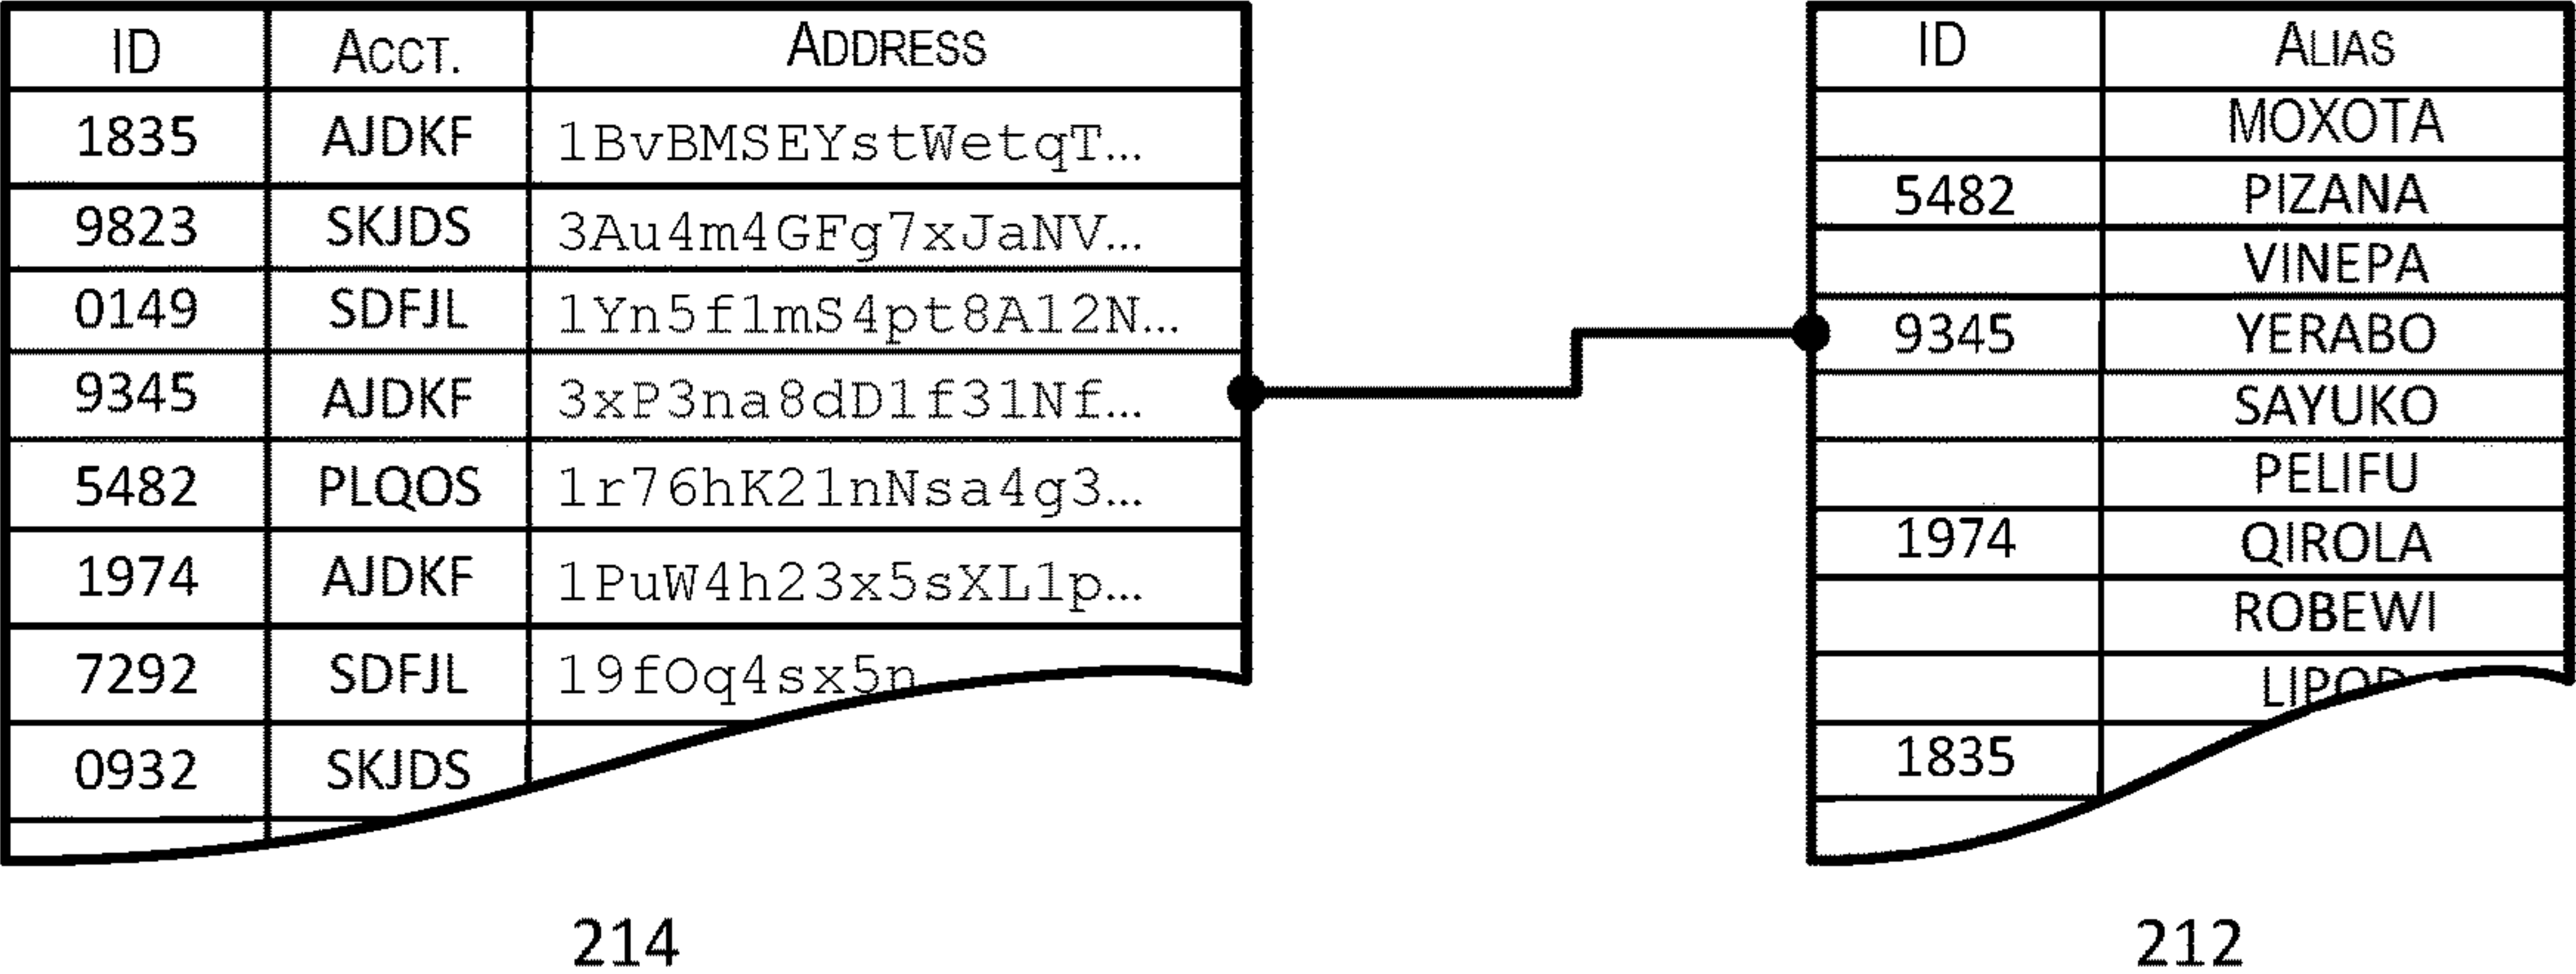 ID ACCT. ADDRESS
1835 AJDKF 1BvBMSEYstWetqT...
9823 SKJDS 3Au4m4GFg7xJaNV...
0149 SDFJL 1Yn5f1mS4pt8A12N...
9345 AJDKF 3xP3na8dD1f31Nf...
5482 PLQOS 1r76hK21nNsa4g3...
1974 AJDKF 1PuW4h23x5sXL1p...
7292 SDFJL 19fOq4sx5n
0932 SKJDS
214
ID ALIAS
MOXOTA
5482 PIZANA
VINEPA
9345 YERABO
SAYUKO
PELIFU
1974 QIROLA
ROBEWI
LIPOD
1835
212